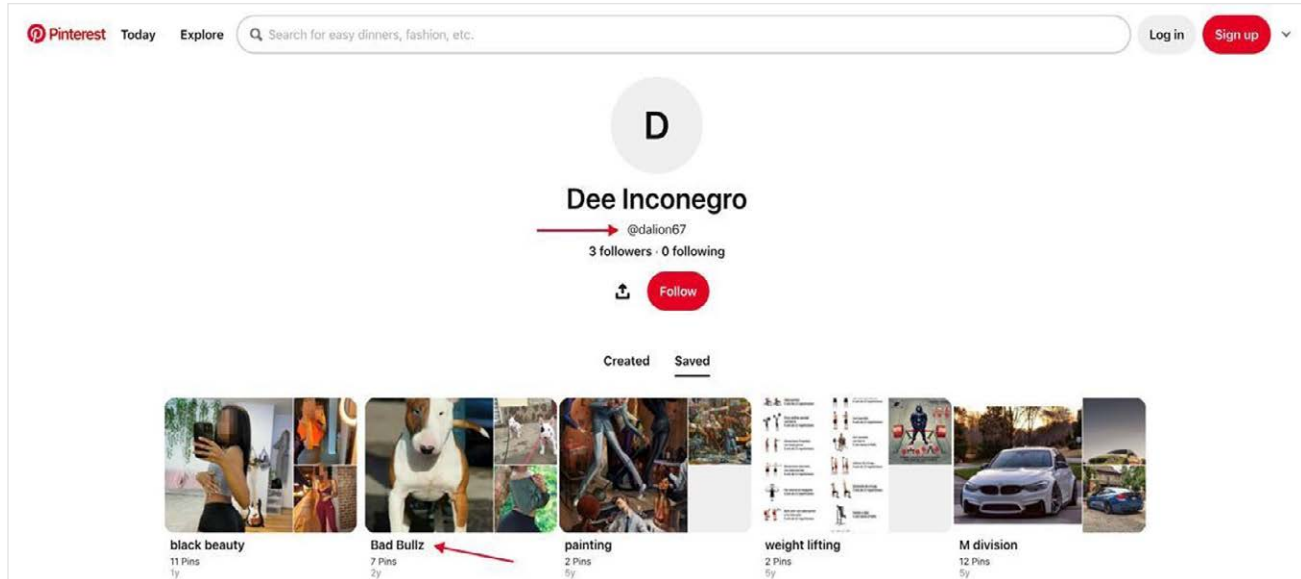 Pinterest Today Explore Search for easy dinners, fashion, etc. Log in Sign up
D
Dee Inconegro
@dalion67
3 followers · 0 following
Follow
Created Saved
black beauty
11 Pins
1y
Bad Bullz
7 Pins
2y
painting
2 Pins
5y
weight lifting
2 Pins
5y
M division
12 Pins
5y